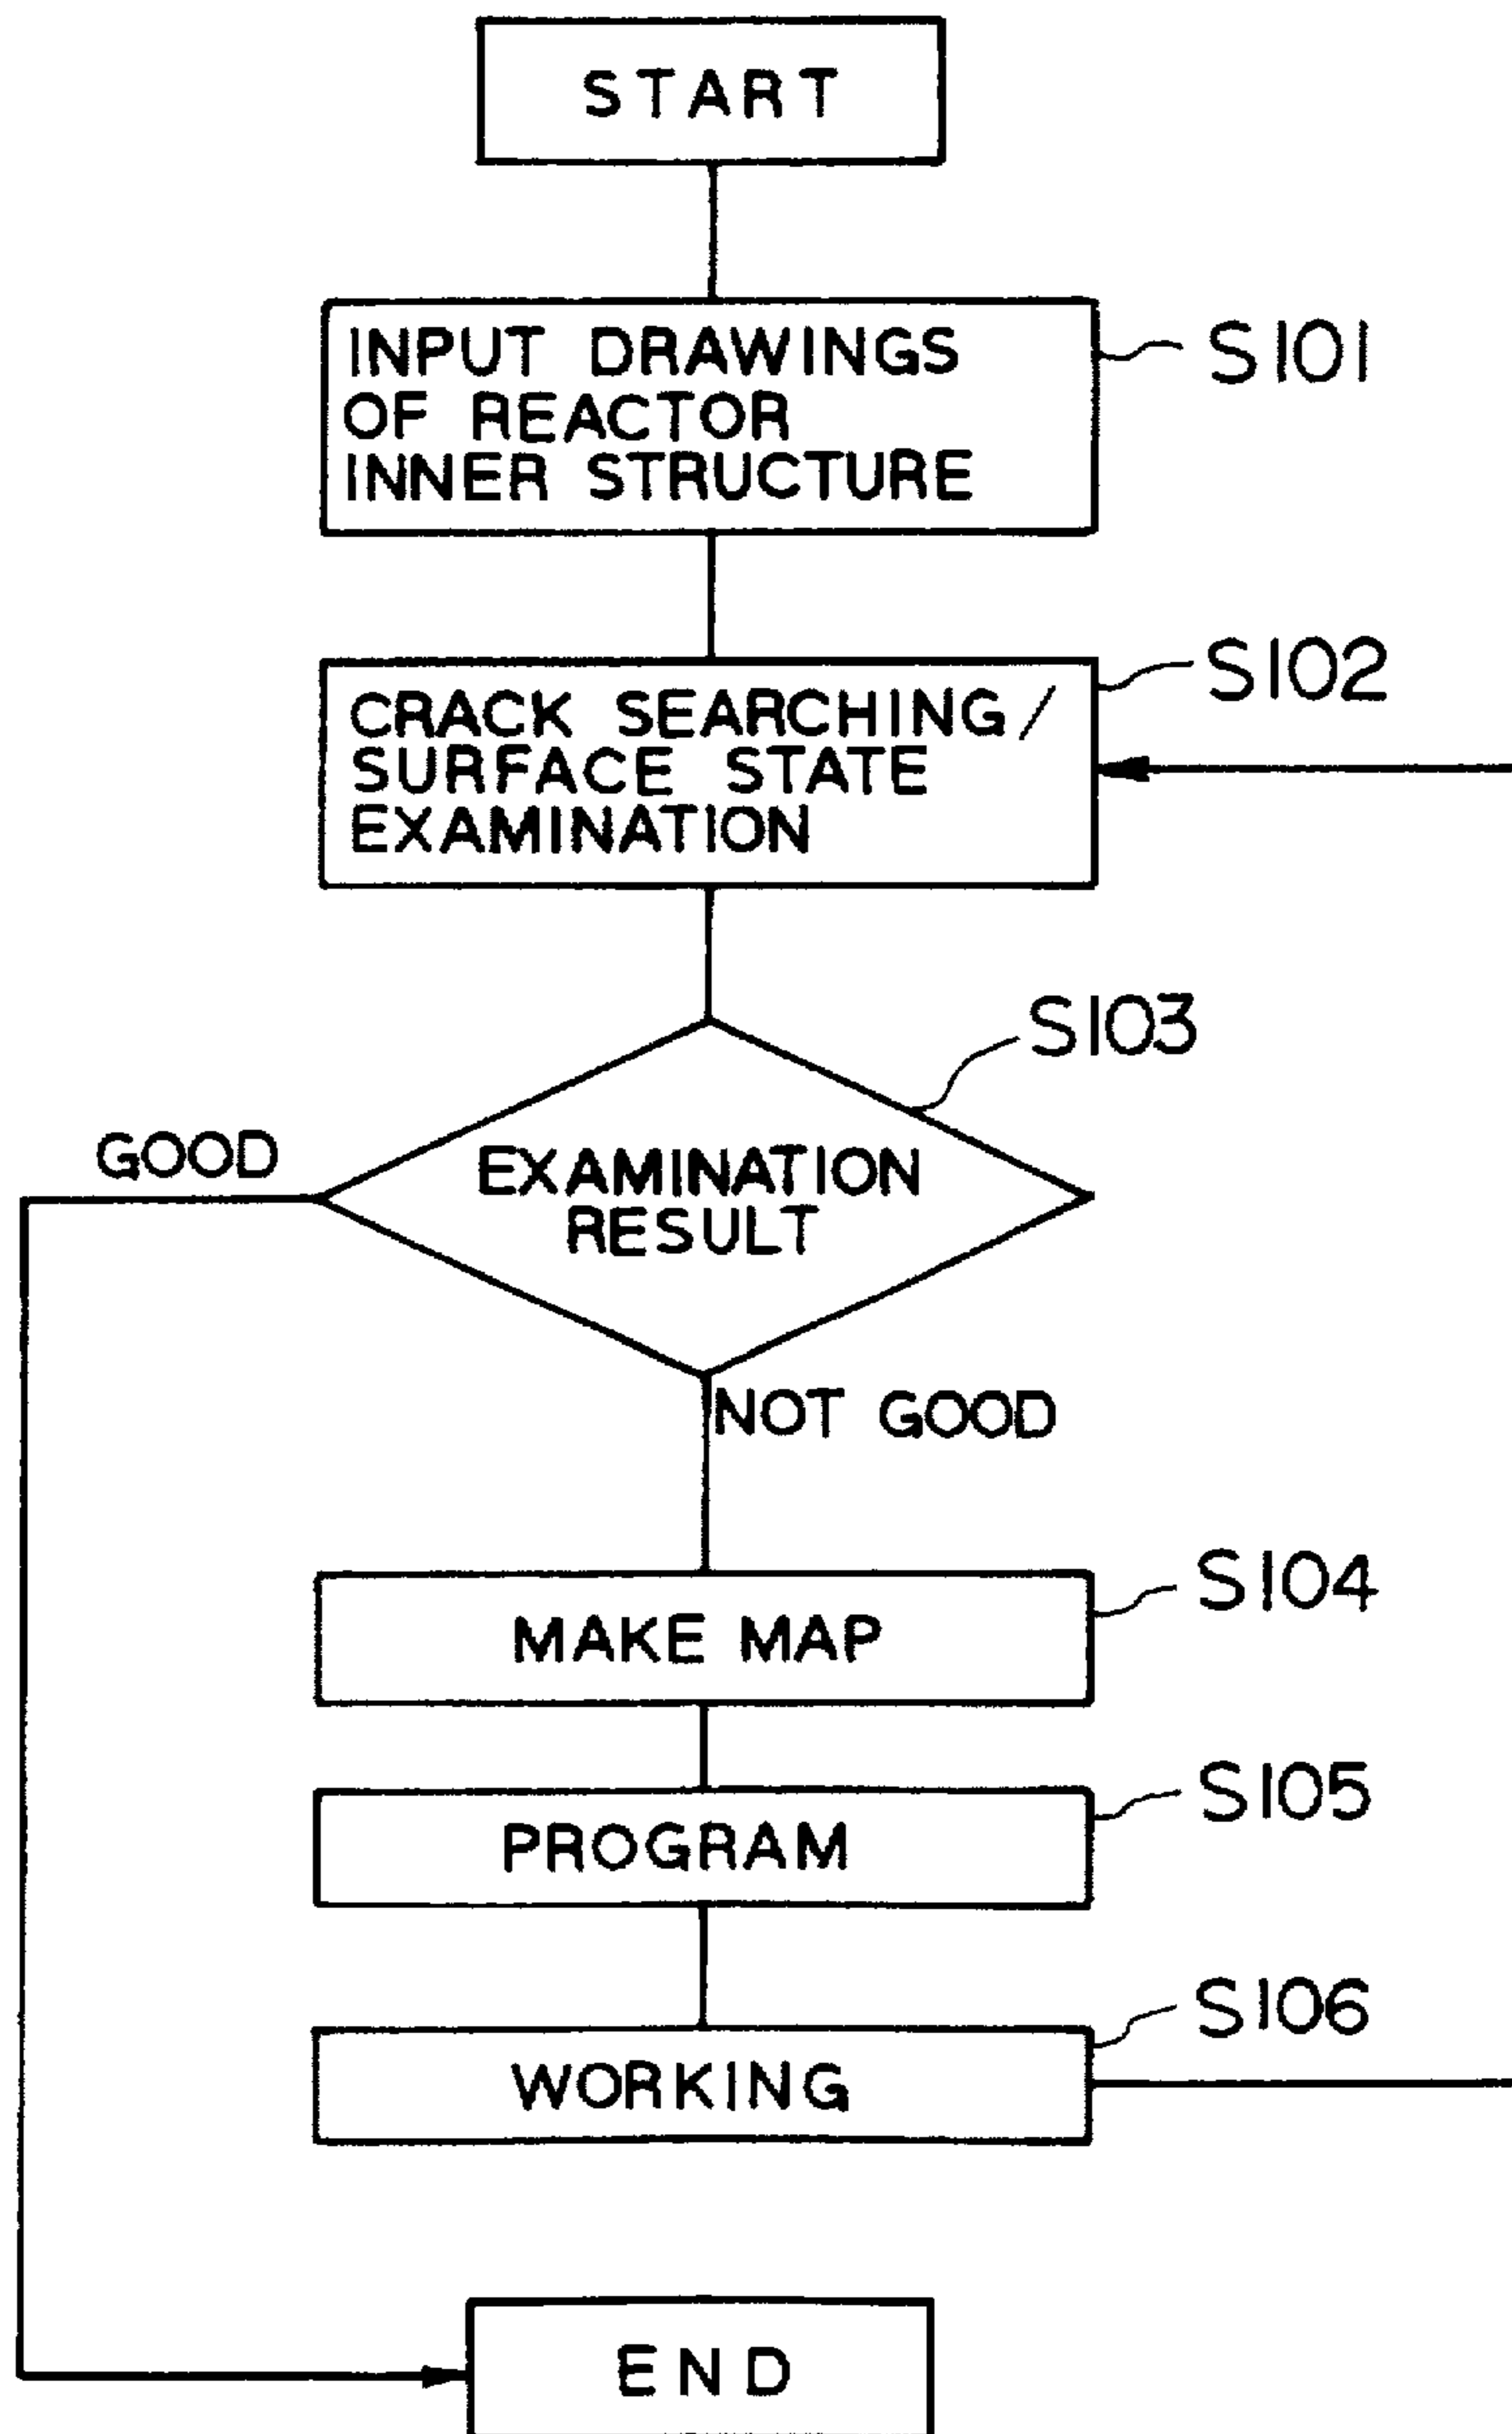 START
INPUT DRAWINGS
OF REACTOR
INNER STRUCTURE
S101
CRACK SEARCHING/
SURFACE STATE
EXAMINATION
S102
S103
GOOD
EXAMINATION
RESULT
NOT GOOD
MAKE MAP
S104
PROGRAM
S105
WORKING
S106
END